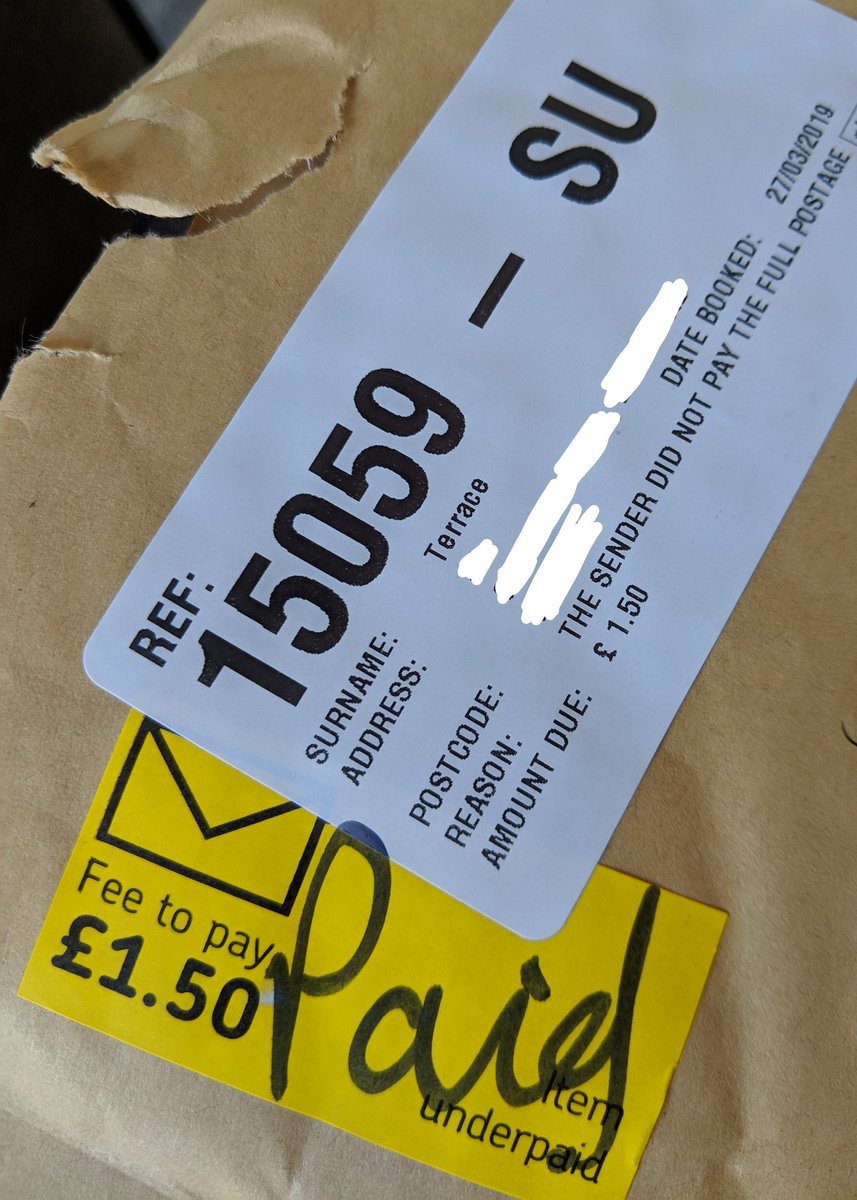 REF:
15059 – SU
SURNAME: Terrace
ADDRESS:
POSTCODE: DATE BOOKED: 27/03/2019
REASON: THE SENDER DID NOT PAY THE FULL POSTAGE
AMOUNT DUE: £ 1.50
Fee to pay
£1.50
Paid
Item
underpaid